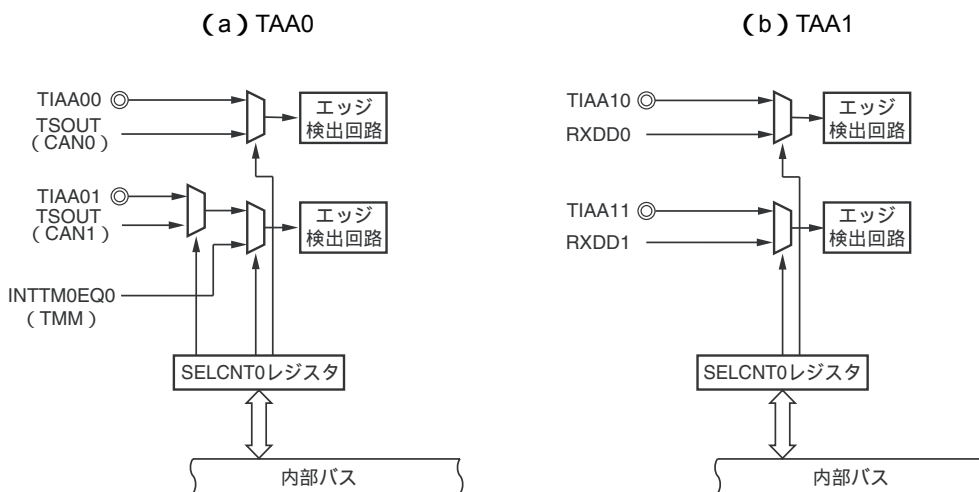 (a) TAA0
TIAA00
TSOUT
(CAN0)
エッジ
検出回路
TIAA01
TSOUT
(CAN1)
エッジ
検出回路
INTTM0EQ0
(TMM)
SELCNT0レジスタ
内部バス
(b) TAA1
TIAA10
RXDD0
エッジ
検出回路
TIAA11
RXDD1
エッジ
検出回路
SELCNT0レジスタ
内部バス